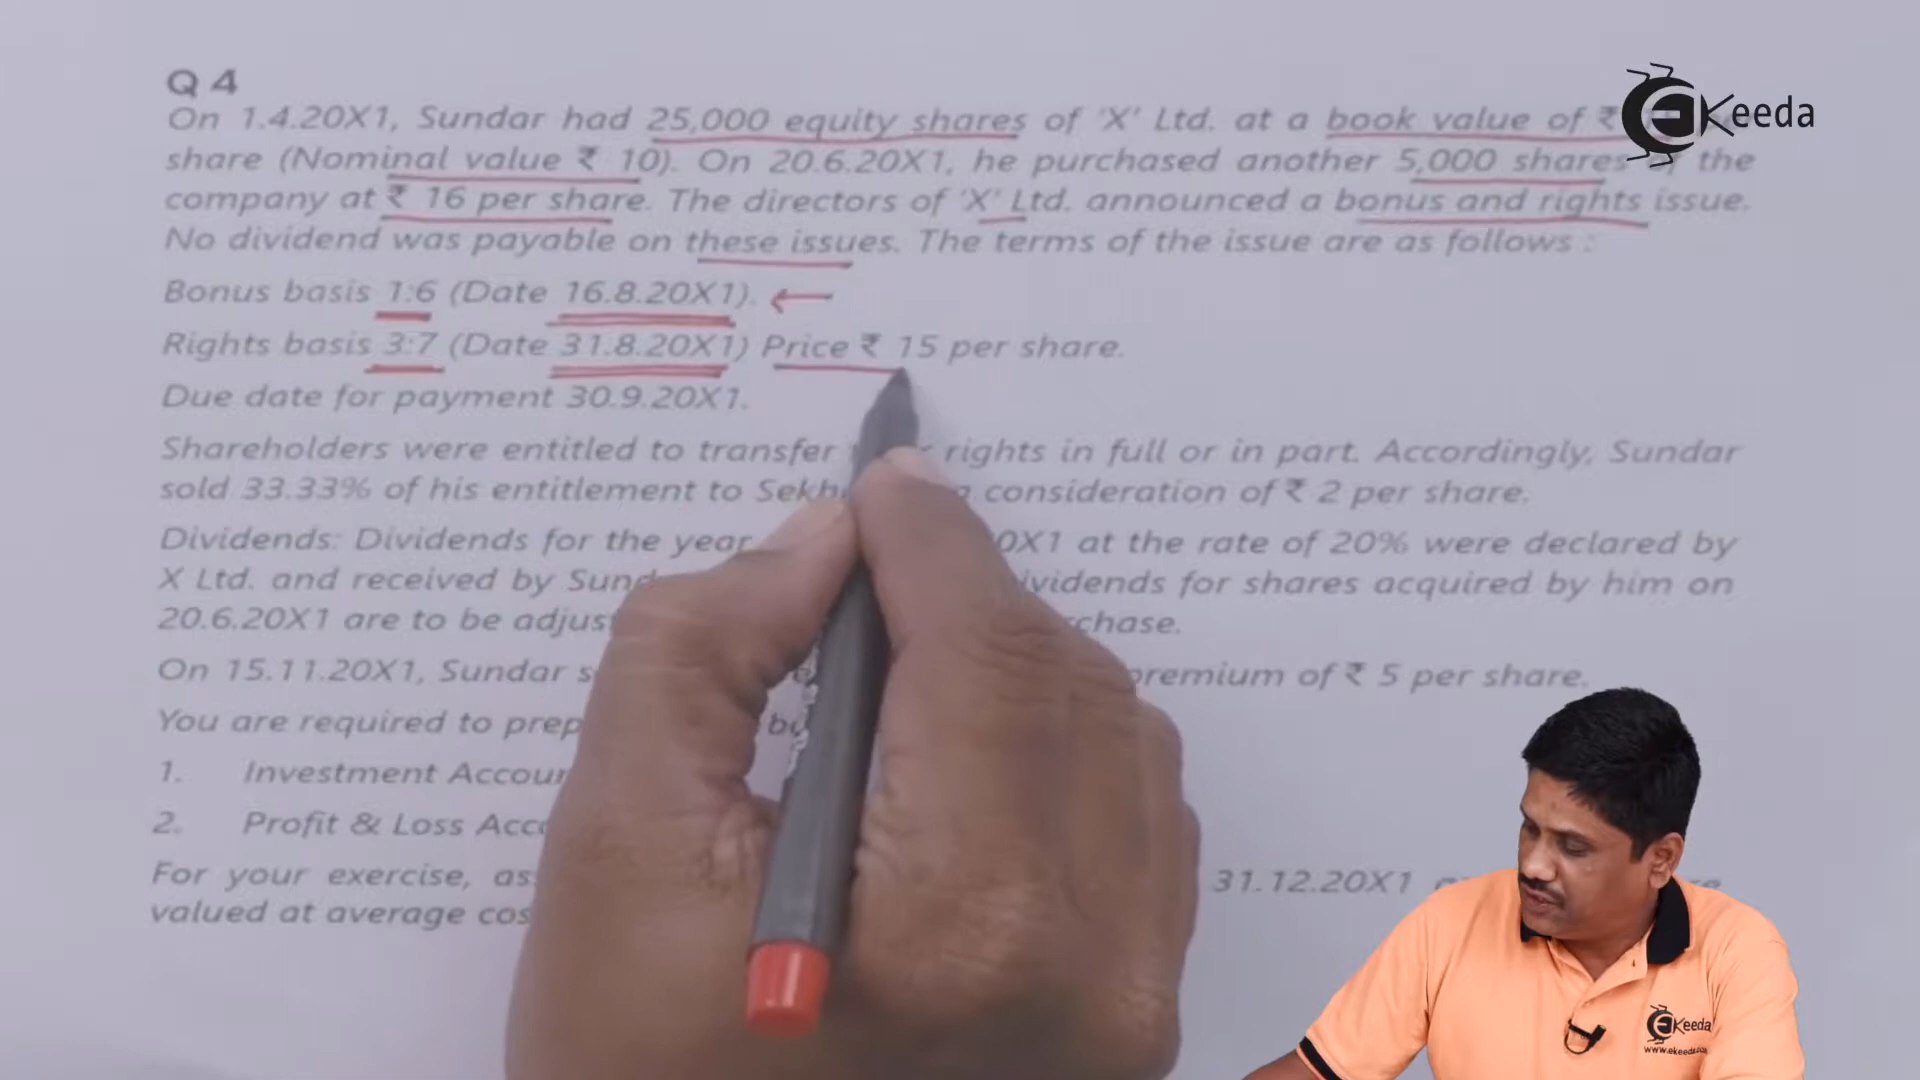 Q 4
On 1.4.20X1, Sundar had 25,000 equity shares of 'X' Ltd. at a book value of ₹
Keeda
share (Nominal value ₹ 10). On 20.6.20X1, he purchased another 5,000 shares of the
company at ₹ 16 per share. The directors of 'X' Ltd. announced a bonus and rights issue.
No dividend was payable on these issues. The terms of the issue are as follows :
Bonus basis 1:6 (Date 16.8.20X1).
Rights basis 3:7 (Date 31.8.20X1) Price ₹ 15 per share.
Due date for payment 30.9.20X1.
Shareholders were entitled to transfer rights in full or in part. Accordingly, Sundar
sold 33.33% of his entitlement to consideration of ₹ 2 per share.
Dividends: Dividends for the year at the rate of 20% were declared by
X Ltd. and received by for shares acquired by him on
20.6.20X1 are to be
On 15.11.20X1, Sundar premium of ₹ 5 per share.
You are required to
1. Investment
2. Profit & Loss
For your exercise, 31.12.20X1
valued at average
Keeda